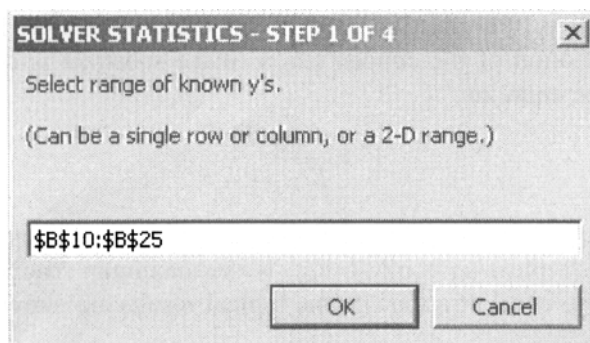 SOLVER STATISTICS - STEP 1 OF 4
Select range of known y's.
(Can be a single row or column, or a 2-D range.)
$B$10:$B$25
OK
Cancel